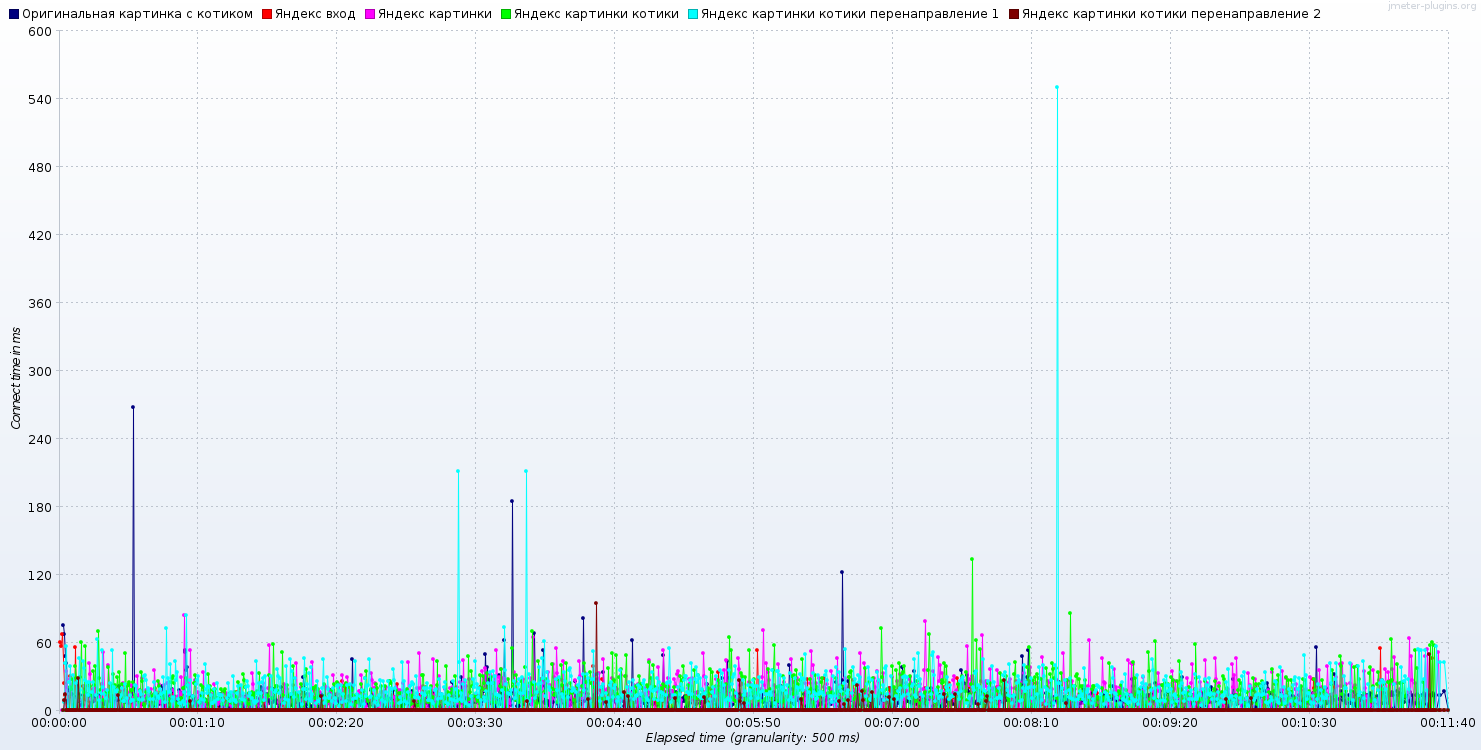 jmeter-plugins.org
Оригинальная картинка с котиком Яндекс вход Яндекс картинки Яндекс картинки котики Яндекс картинки котики перенаправление 1 Яндекс картинки котики перенаправление 2
600
540
480
420
360
300
240
180
120
60
0
Connect time in ms
00:00:00 00:01:10 00:02:20 00:03:30 00:04:40 00:05:50 00:07:00 00:08:10 00:09:20 00:10:30 00:11:40
Elapsed time (granularity: 500 ms)